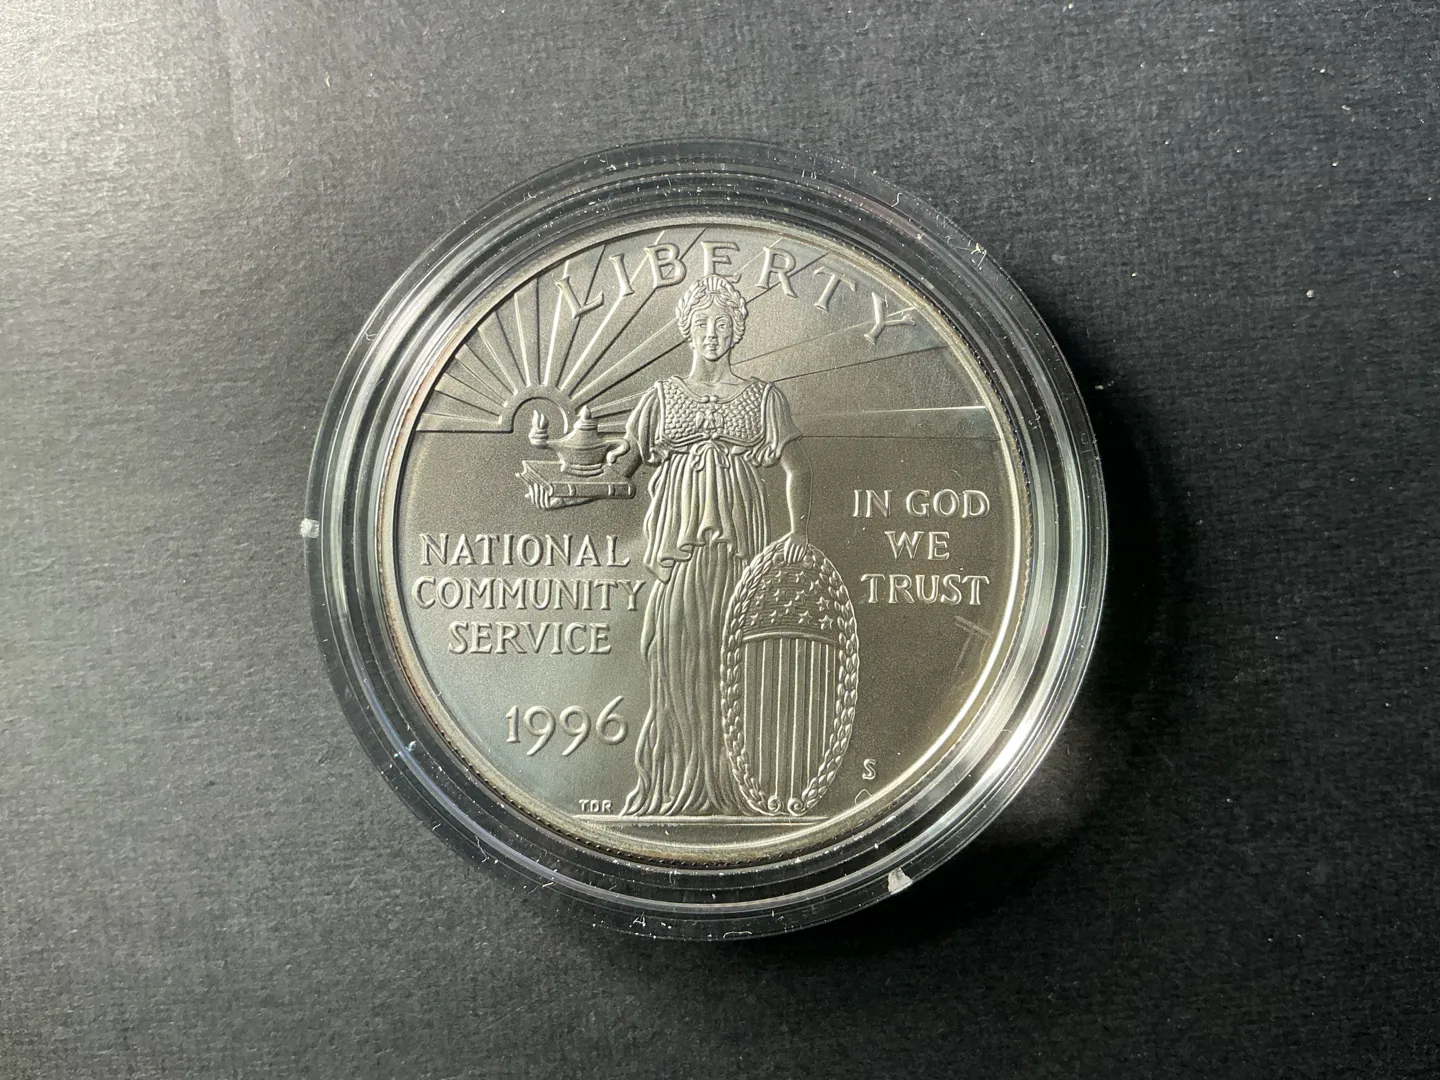 LIBERTY
NATIONAL
COMMUNITY
SERVICE
1996
IN GOD
WE
TRUST
S
TDR